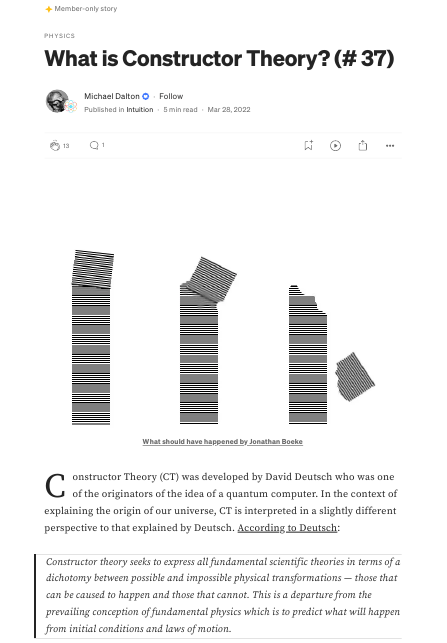 Member-only story
PHYSICS
What is Constructor Theory? (# 37)
Michael Dalton · Follow
Published in Intuition · 5 min read · Mar 28, 2022
13 1
What should have happened by Jonathan Boeke
Constructor Theory (CT) was developed by David Deutsch who was one
of the originators of the idea of a quantum computer. In the context of
explaining the origin of our universe, CT is interpreted in a slightly different
perspective to that explained by Deutsch. According to Deutsch:
Constructor theory seeks to express all fundamental scientific theories in terms of a
dichotomy between possible and impossible physical transformations — those that
can be caused to happen and those that cannot. This is a departure from the
prevailing conception of fundamental physics which is to predict what will happen
from initial conditions and laws of motion.